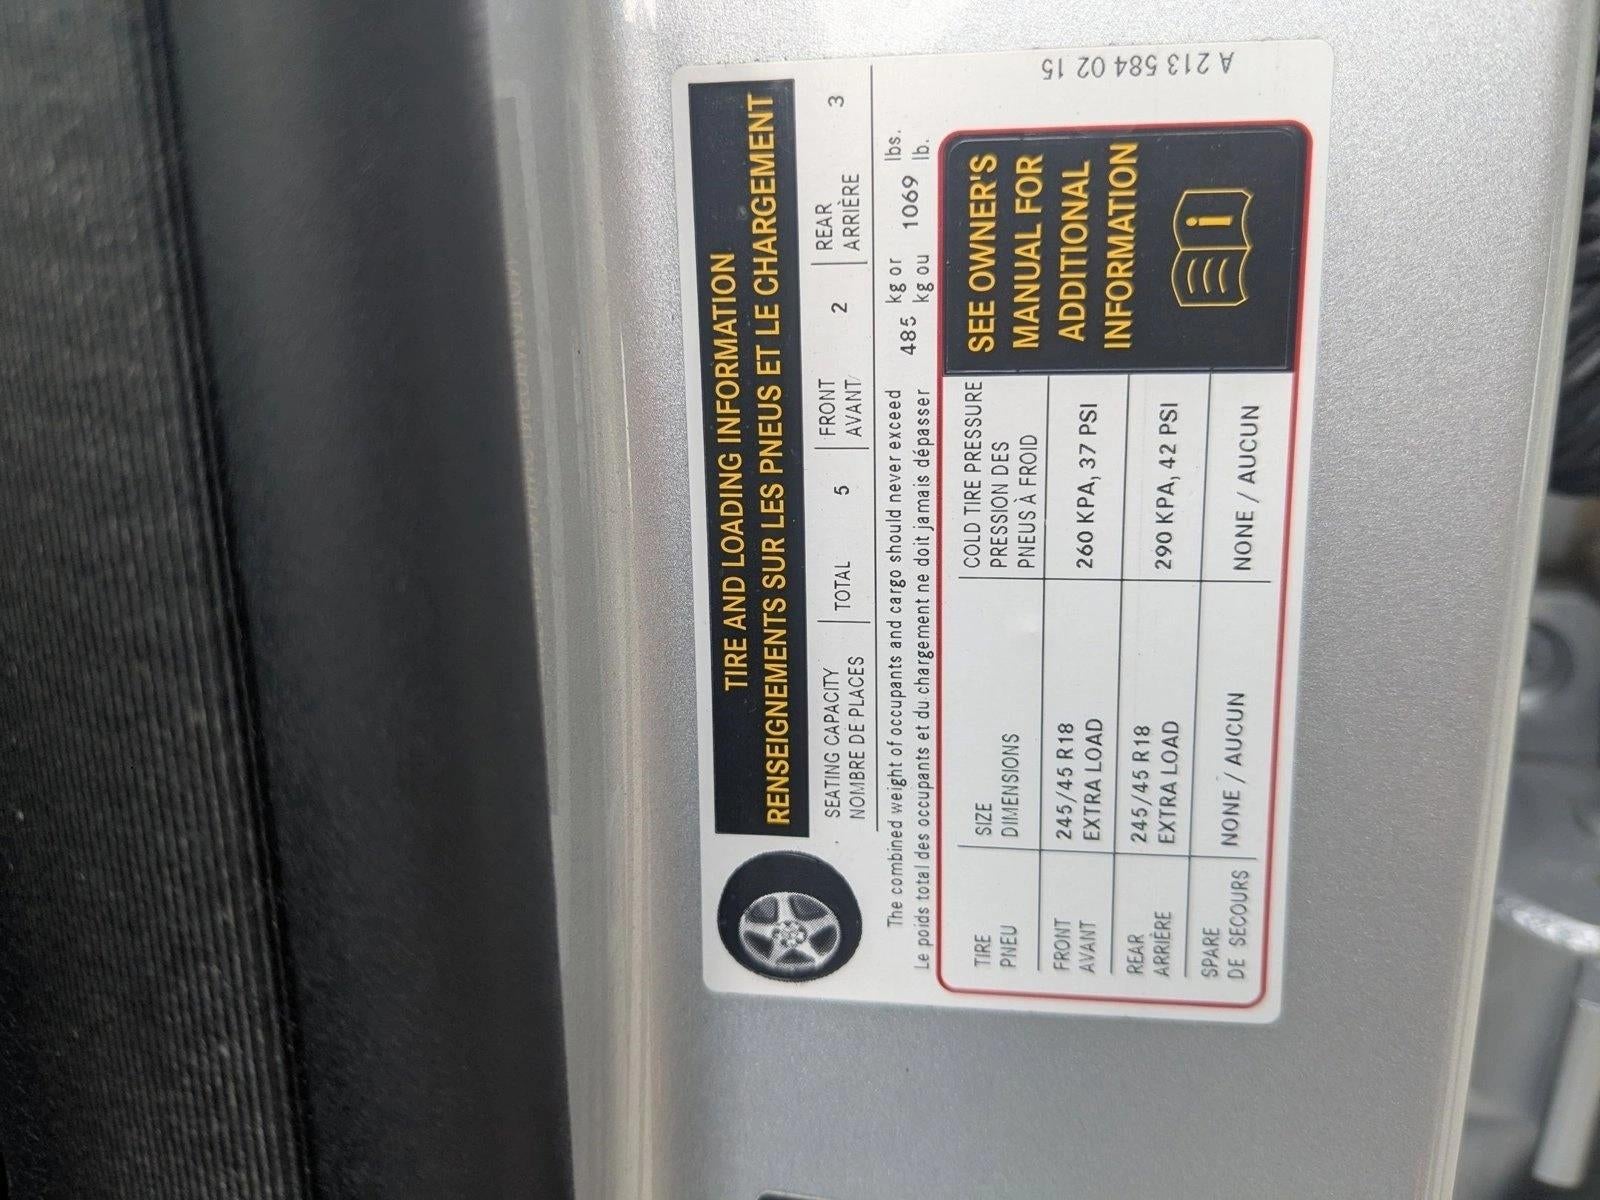 TIRE AND LOADING INFORMATION
RENSEIGNEMENTS SUR LES PNEUS ET LE CHARGEMENT
SEATING CAPACITY TOTAL 5 FRONT 2 REAR 3
NOMBRE DE PLACES AVANT ARRIÈRE
The combined weight of occupants and cargo should never exceed 485 kg or 1069 lbs.
Le poids total des occupants et du chargement ne doit jamais dépasser kg ou lb.
TIRE SIZE COLD TIRE PRESSURE
PNEU DIMENSIONS PRESSION DES
PNEUS À FROID
FRONT 245/45 R18 260 KPA, 37 PSI
AVANT EXTRA LOAD
REAR 245/45 R18 290 KPA, 42 PSI
ARRIÈRE EXTRA LOAD
SPARE NONE / AUCUN NONE / AUCUN
DE SECOURS
SEE OWNER'S
MANUAL FOR
ADDITIONAL
INFORMATION
i
A 213 584 02 15